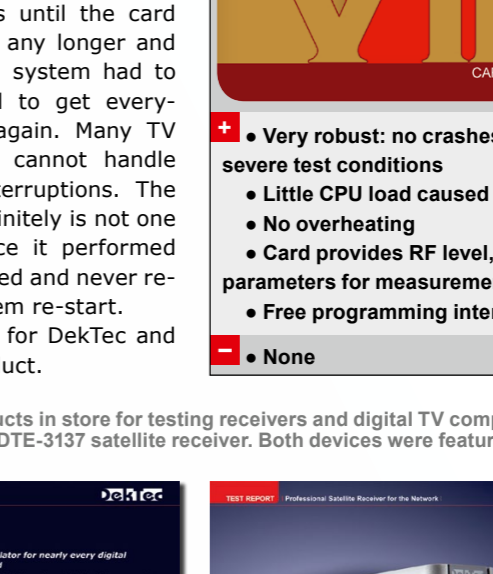 s until the card
any longer and
system had to
d to get every-
again. Many TV
cannot handle
terruptions. The
finitely is not one
ce it performed
ed and never re-
em re-start.
for DekTec and
uct.
CA
+ ● Very robust: no crashes
severe test conditions
● Little CPU load caused
● No overheating
● Card provides RF level,
parameters for measureme
● Free programming inter
– ● None
ucts in store for testing receivers and digital TV comp
DTE-3137 satellite receiver. Both devices were featur
DekTec
lator for nearly every digital
TEST REPORT Professional Satellite Receiver for the Network